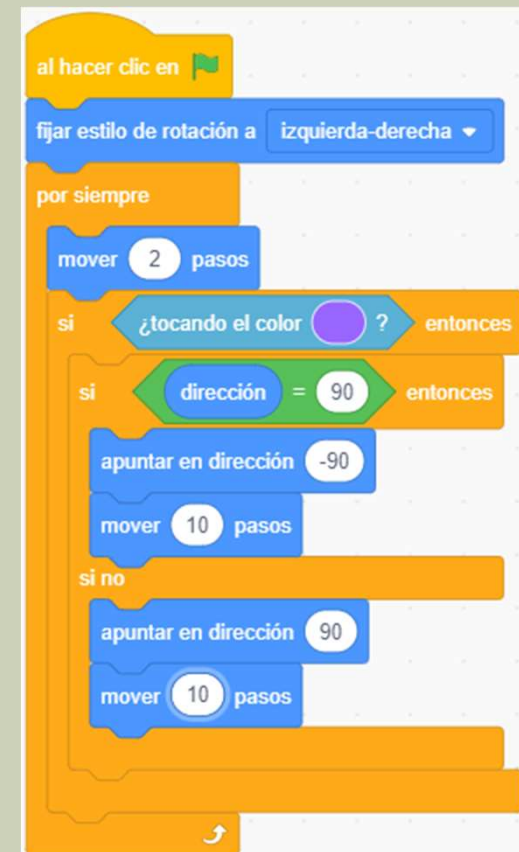 al hacer clic en
fijar estilo de rotación a izquierda-derecha
por siempre
mover 2 pasos
si ¿tocando el color ? entonces
si dirección = 90 entonces
apuntar en dirección -90
mover 10 pasos
si no
apuntar en dirección 90
mover 10 pasos